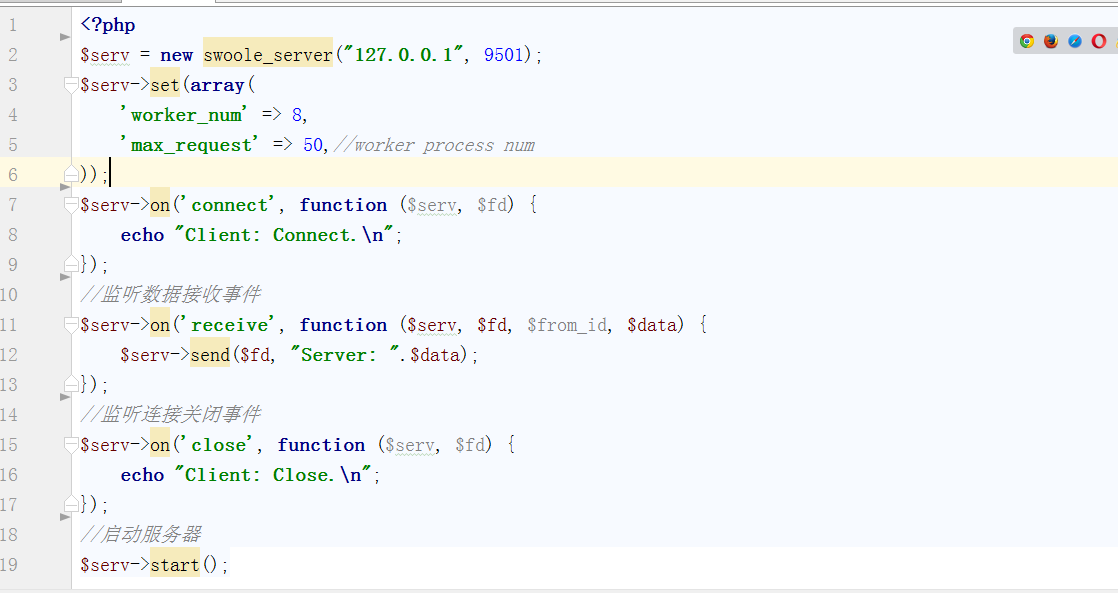 1 <?php
2 $serv = new swoole_server("127.0.0.1", 9501);
3 $serv->set(array(
4     'worker_num' => 8,
5     'max_request' => 50,//worker process num
6 ));
7 $serv->on('connect', function ($serv, $fd) {
8     echo "Client: Connect.\n";
9 });
10 //监听数据接收事件
11 $serv->on('receive', function ($serv, $fd, $from_id, $data) {
12     $serv->send($fd, "Server: ".$data);
13 });
14 //监听连接关闭事件
15 $serv->on('close', function ($serv, $fd) {
16     echo "Client: Close.\n";
17 });
18 //启动服务器
19 $serv->start();